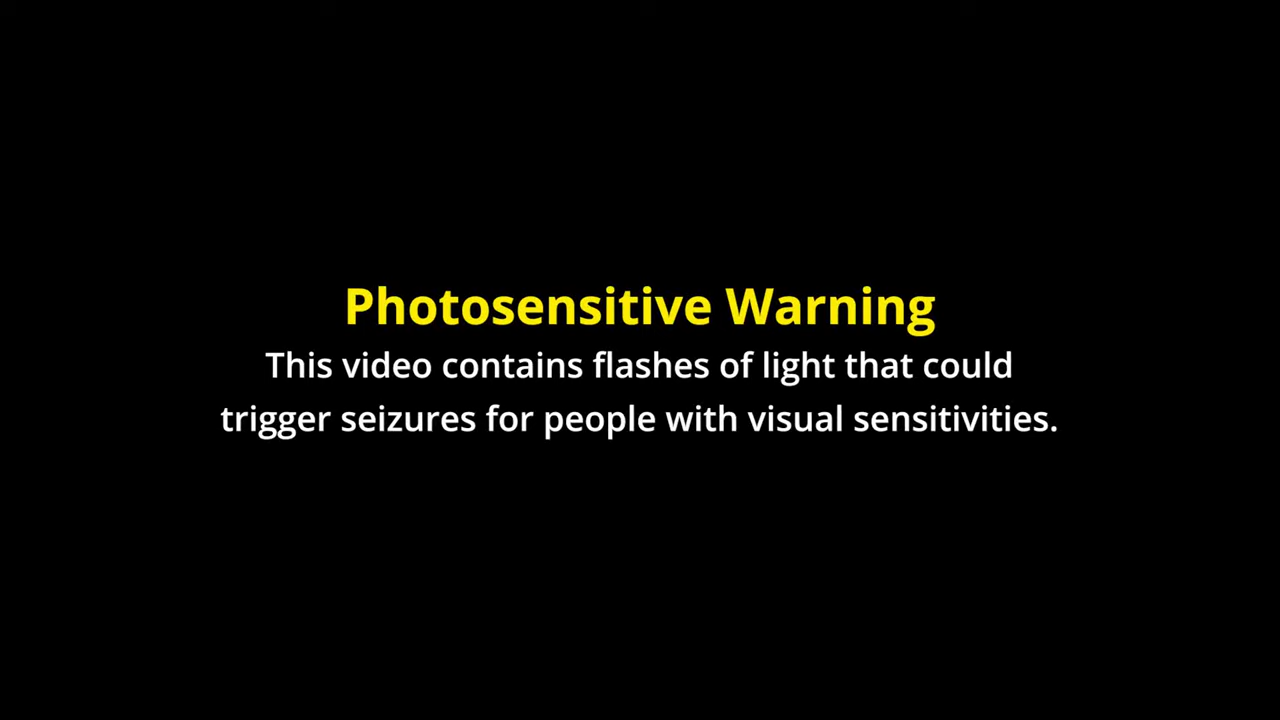 Photosensitive Warning
This video contains flashes of light that could
trigger seizures for people with visual sensitivities.